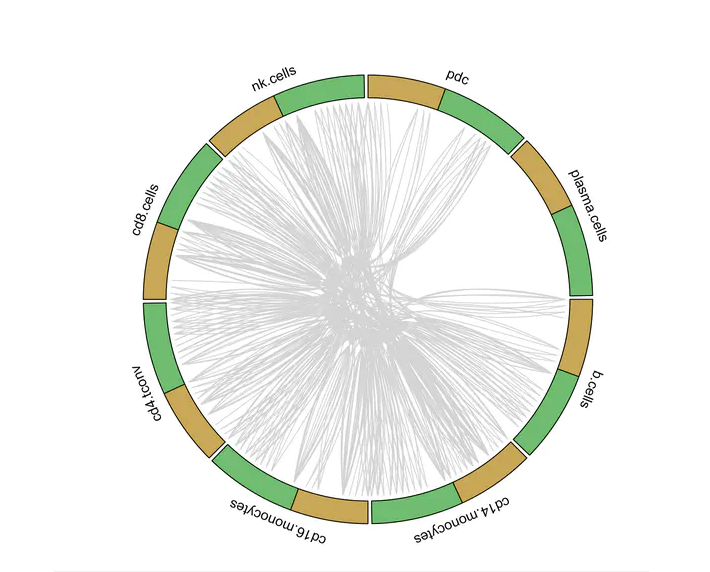 nk.cells
pdc
plasma.cells
b.cells
cd14.monocytes
cd16.monocytes
cd4.tconv
cd8.cells